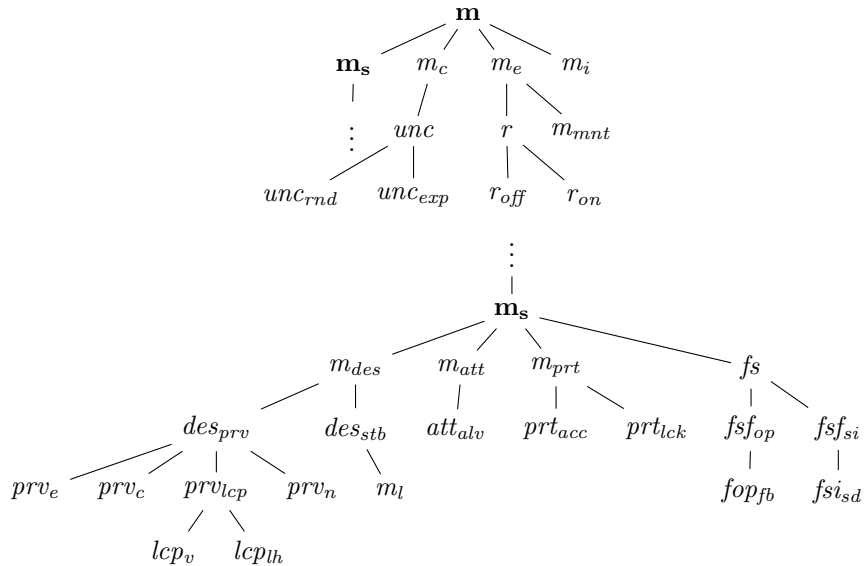 m
m_s m_c m_e m_i
⋮ unc r m_mnt
unc_rnd unc_exp r_off r_on
⋮
m_s
m_des m_att m_prt fs
des_prv des_stb att_alv prt_acc prt_lck fsf_op fsf_si
prv_e prv_c prv_lcp prv_n m_l fop_fb fsi_sd
lcp_v lcp_lh